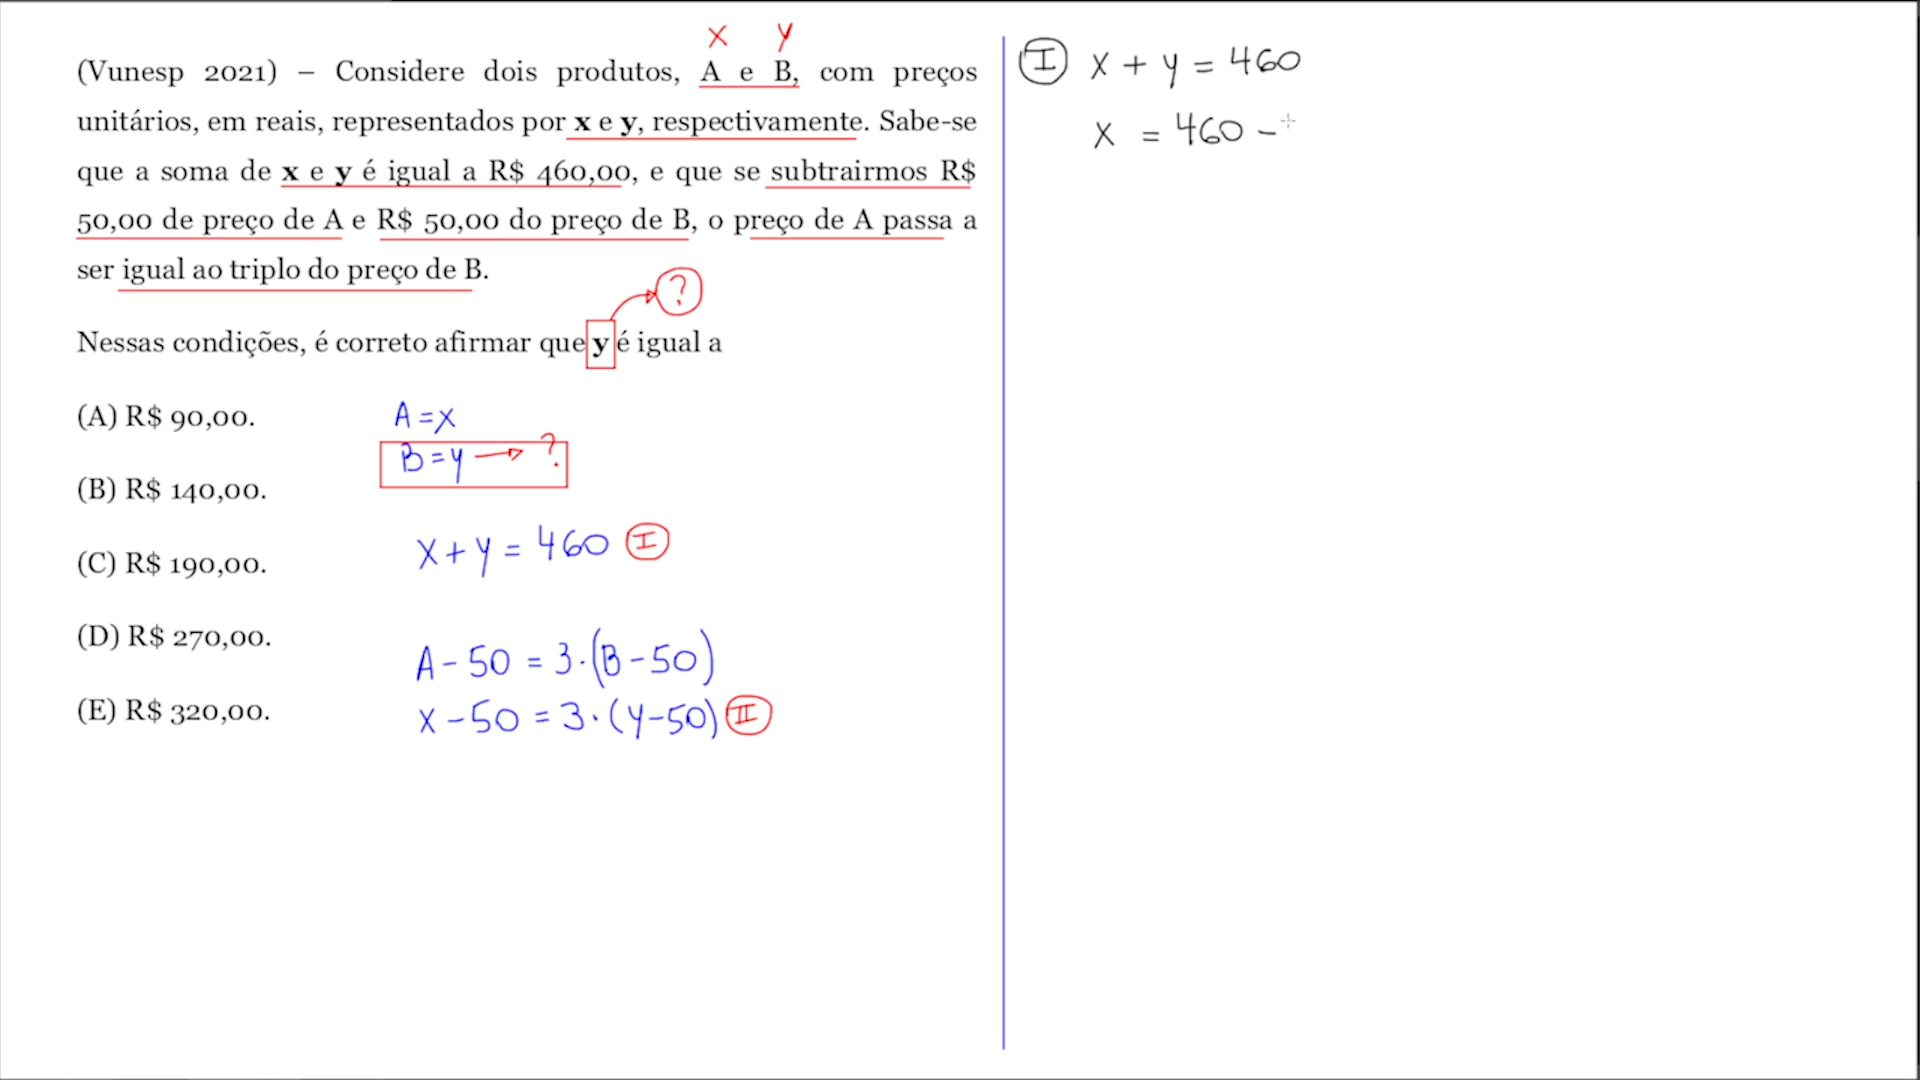 x y
(Vunesp 2021) – Considere dois produtos, A e B, com preços
unitários, em reais, representados por x e y, respectivamente. Sabe-se
que a soma de x e y é igual a R$ 460,00, e que se subtrairmos R$
50,00 de preço de A e R$ 50,00 do preço de B, o preço de A passa a
ser igual ao triplo do preço de B.
?
Nessas condições, é correto afirmar que y é igual a
(A) R$ 90,00.
(B) R$ 140,00.
(C) R$ 190,00.
(D) R$ 270,00.
(E) R$ 320,00.
A = x
B = y → ?
x + y = 460 I
A - 50 = 3 · (B - 50)
x - 50 = 3 · (y - 50) II
I x + y = 460
x = 460 -